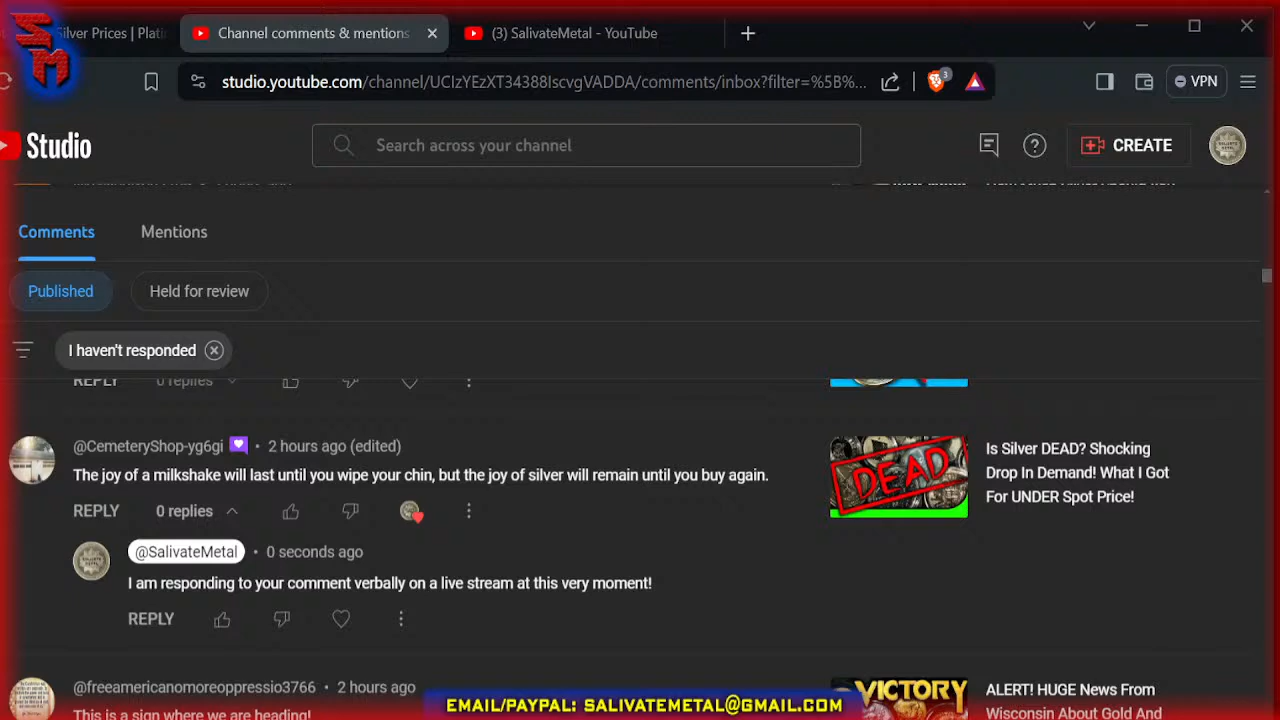 SM
Silver Prices | Plati
Channel comments & mentions
(3) SalivateMetal - YouTube
studio.youtube.com/channel/UCIzYEzXT34388IscvgVADDA/comments/inbox?filter=%5B%...
3
VPN
Studio
Search across your channel
CREATE
Comments
Mentions
Published
Held for review
I haven't responded
REPLY
0 replies
@CemeteryShop-yg6gi • 2 hours ago (edited)
The joy of a milkshake will last until you wipe your chin, but the joy of silver will remain until you buy again.
REPLY
0 replies
DEAD
Is Silver DEAD? Shocking
Drop In Demand! What I Got
For UNDER Spot Price!
@SalivateMetal • 0 seconds ago
I am responding to your comment verbally on a live stream at this very moment!
REPLY
@freeamericanomoreoppressio3766 • 2 hours ago
This is a sign where we are heading!
VICTORY
ALERT! HUGE News From
Wisconsin About Gold And
EMAIL/PAYPAL: SALIVATEMETAL@GMAIL.COM